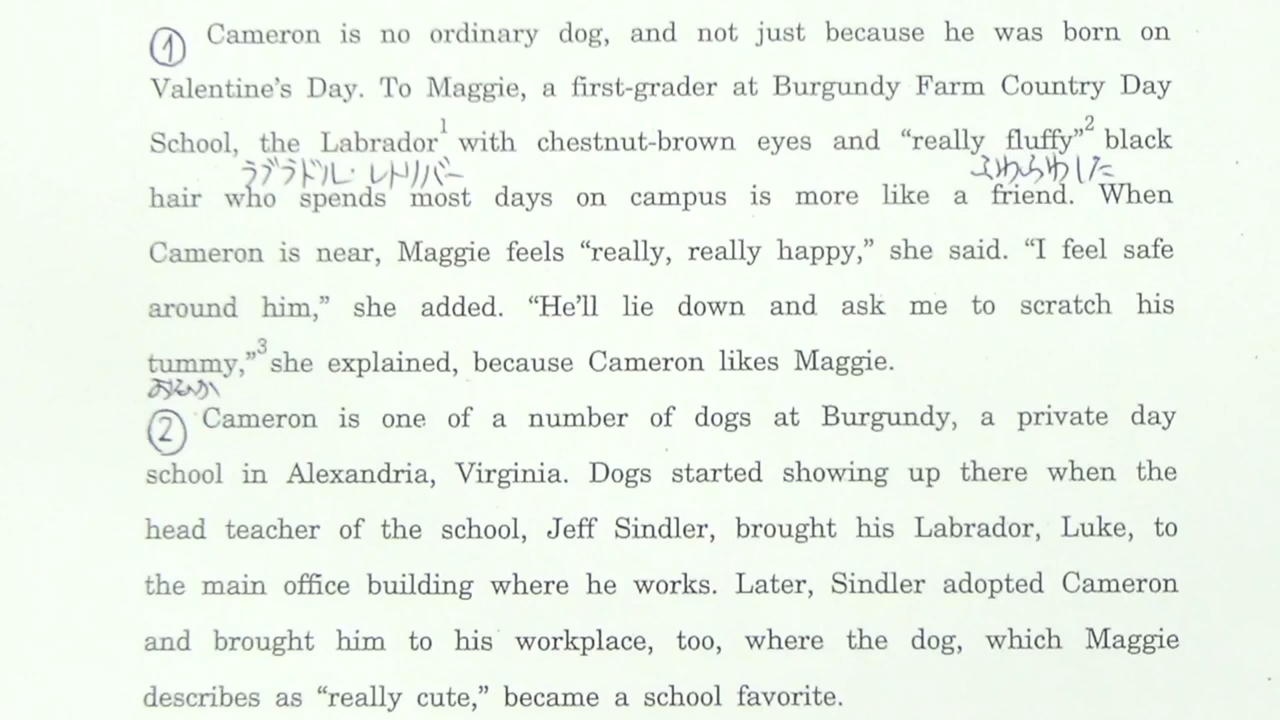 ① Cameron is no ordinary dog, and not just because he was born on
Valentine's Day. To Maggie, a first-grader at Burgundy Farm Country Day
School, the Labrador¹ with chestnut-brown eyes and “really fluffy”² black
ラブラドル・レトリバー ふわふわした
hair who spends most days on campus is more like a friend. When
Cameron is near, Maggie feels “really, really happy,” she said. “I feel safe
around him,” she added. “He'll lie down and ask me to scratch his
tummy,”³ she explained, because Cameron likes Maggie.
おなか
② Cameron is one of a number of dogs at Burgundy, a private day
school in Alexandria, Virginia. Dogs started showing up there when the
head teacher of the school, Jeff Sindler, brought his Labrador, Luke, to
the main office building where he works. Later, Sindler adopted Cameron
and brought him to his workplace, too, where the dog, which Maggie
describes as “really cute,” became a school favorite.